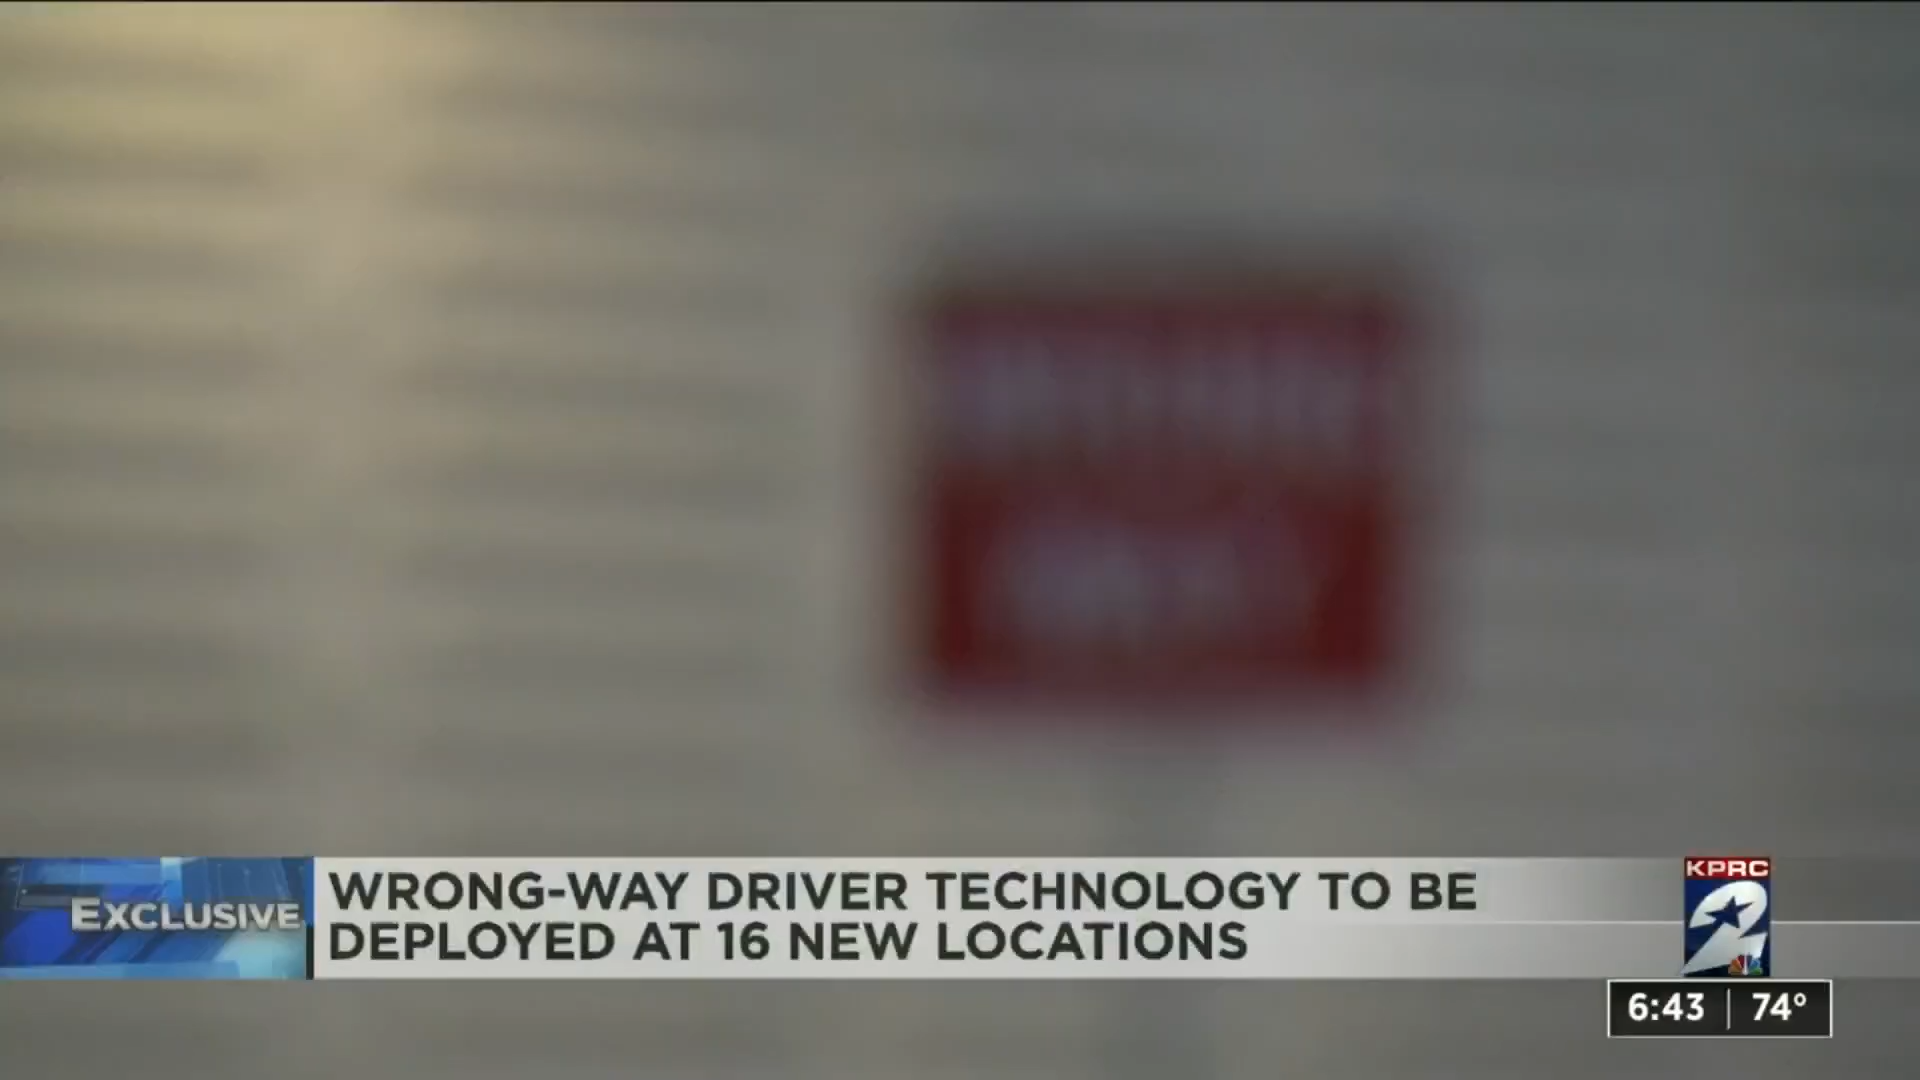 EXCLUSIVE
WRONG-WAY DRIVER TECHNOLOGY TO BE
DEPLOYED AT 16 NEW LOCATIONS
KPRC
2
6:43 | 74°